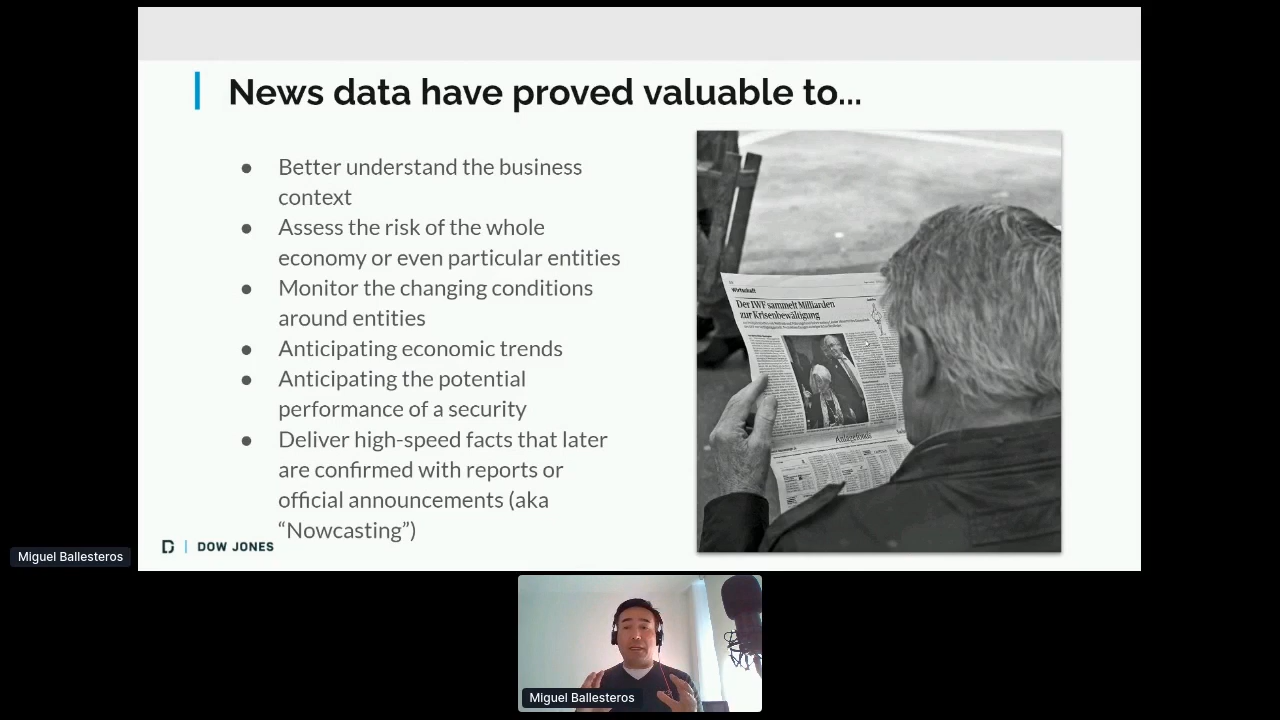 News data have proved valuable to...
● Better understand the business
context
● Assess the risk of the whole
economy or even particular entities
● Monitor the changing conditions
around entities
● Anticipating economic trends
● Anticipating the potential
performance of a security
● Deliver high-speed facts that later
are confirmed with reports or
official announcements (aka
“Nowcasting”)
Wirtschaft
Der IWF sammelt Milliarden
zur Krisenbewältigung
Anlagefonds
DOW JONES
Miguel Ballesteros
Miguel Ballesteros